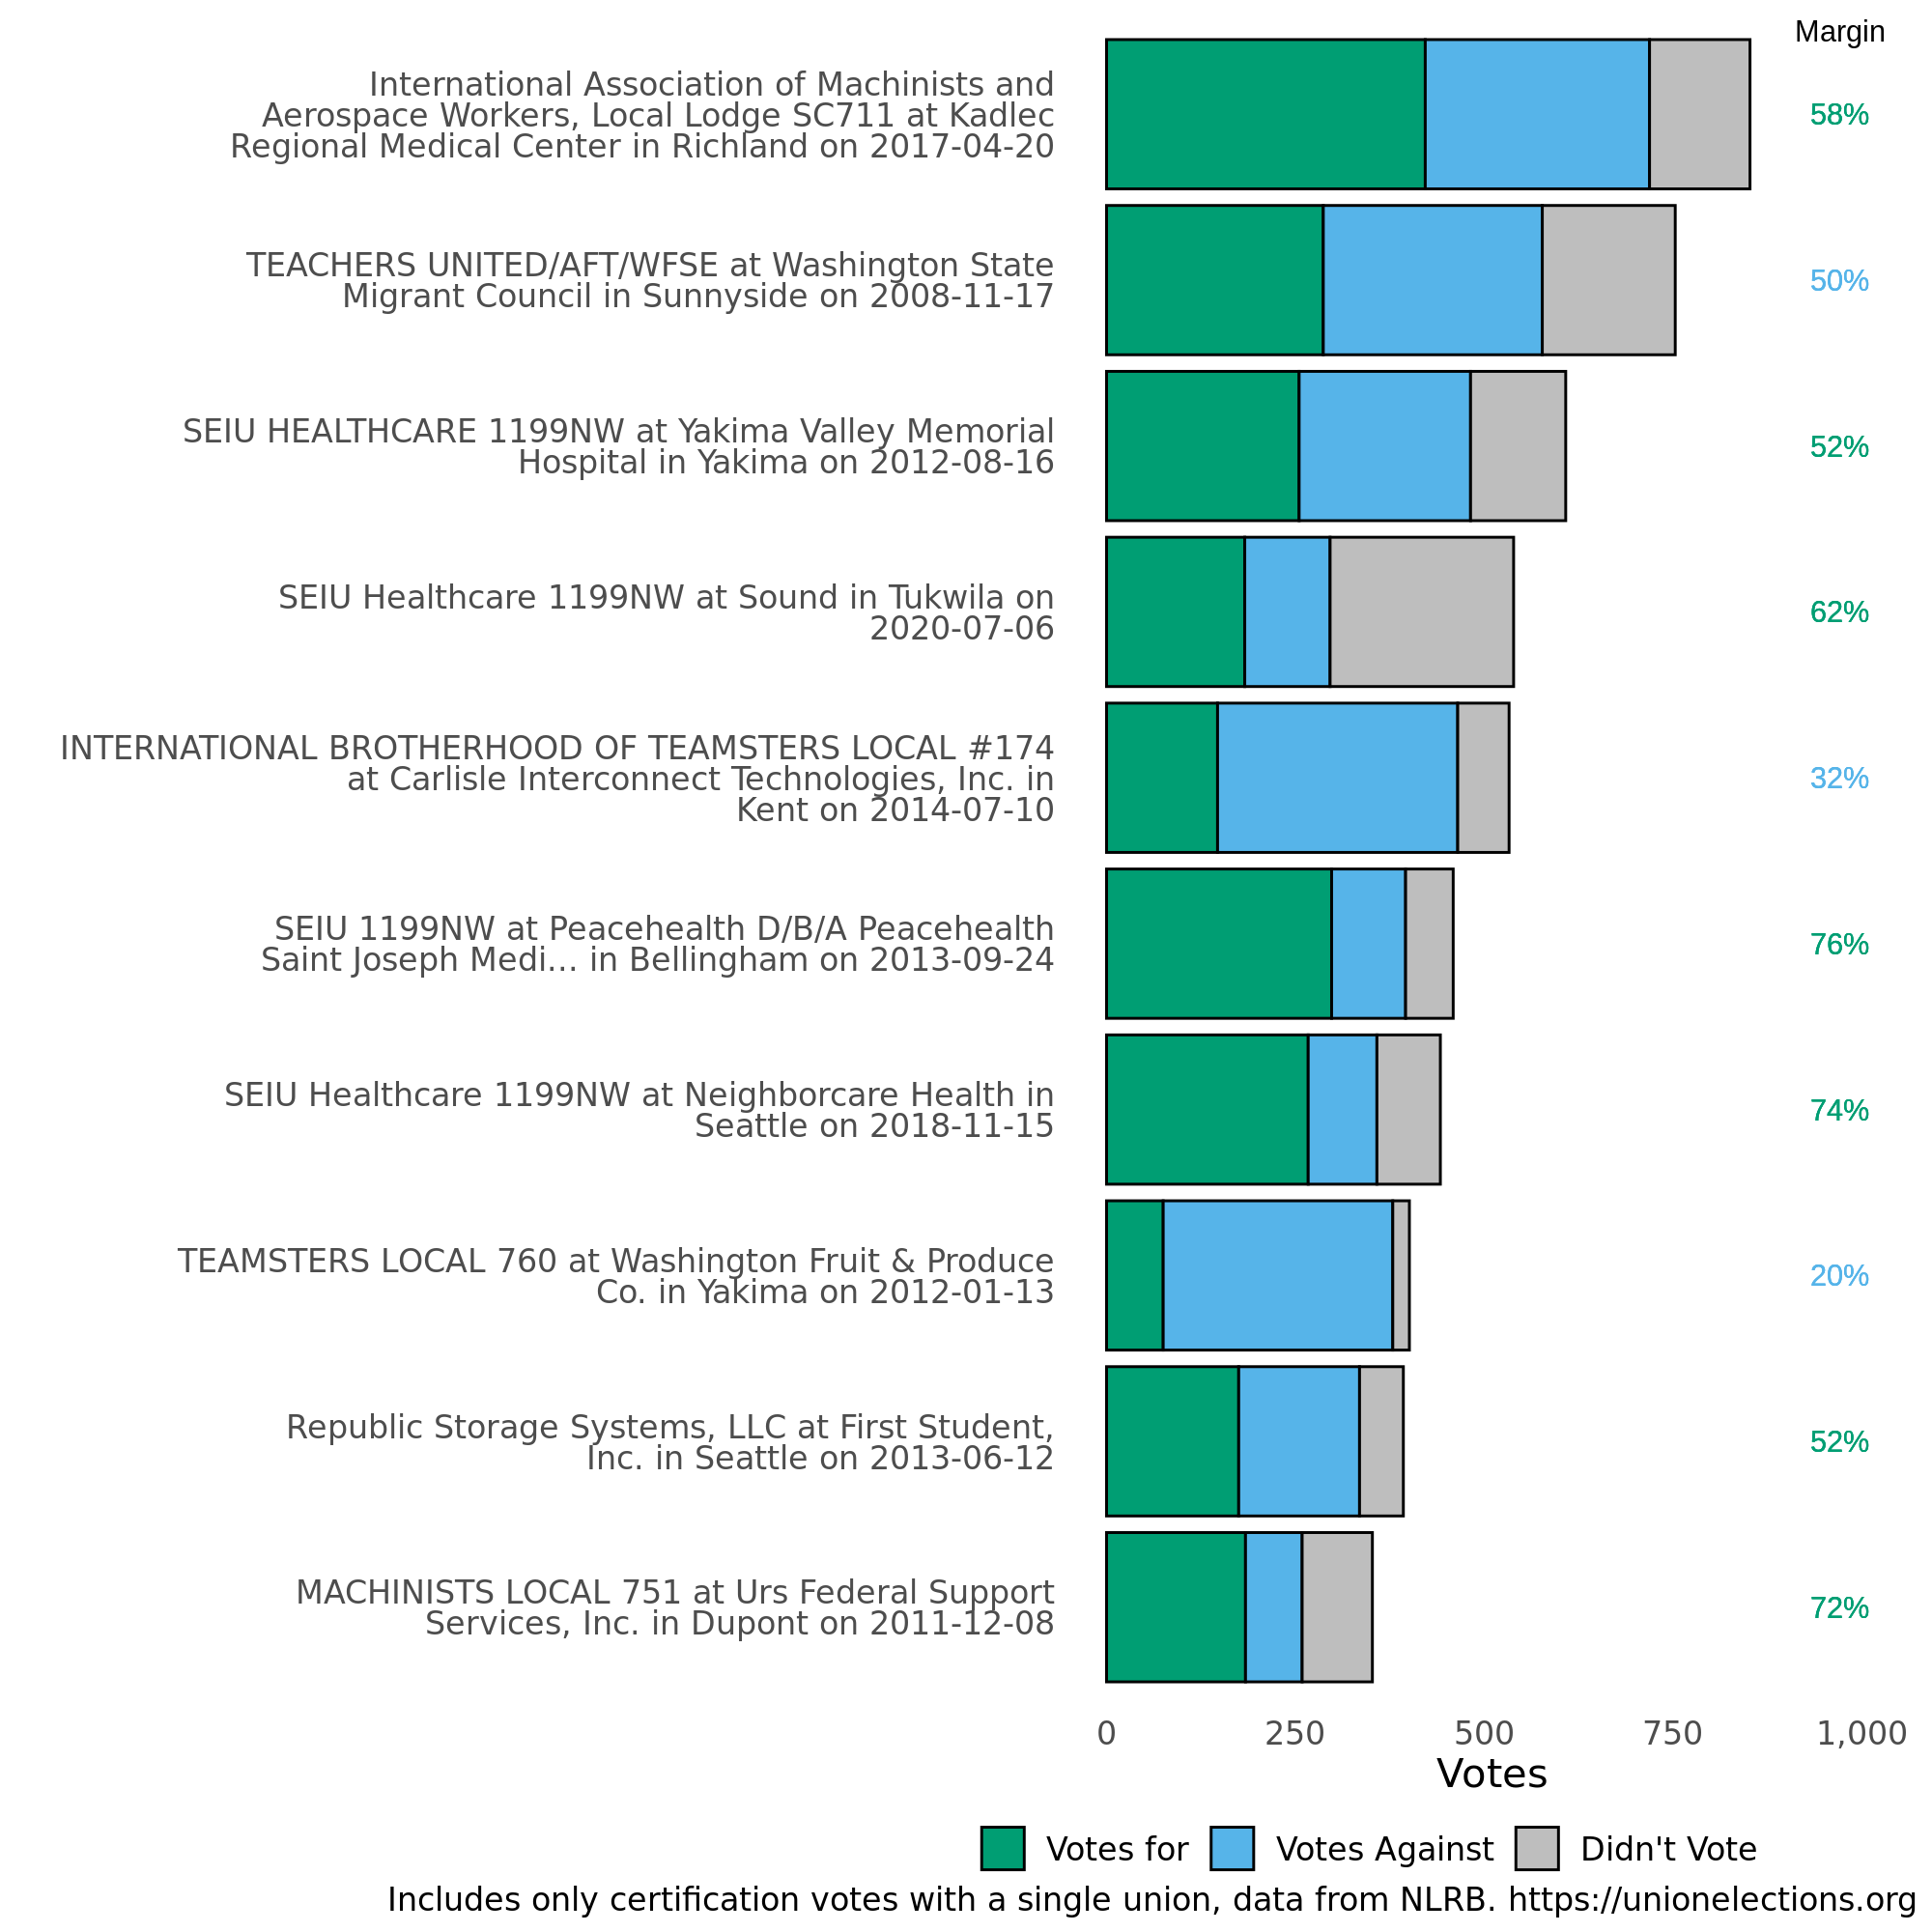 Margin
International Association of Machinists and
Aerospace Workers, Local Lodge SC711 at Kadlec
Regional Medical Center in Richland on 2017-04-20
58%
TEACHERS UNITED/AFT/WFSE at Washington State
Migrant Council in Sunnyside on 2008-11-17
50%
SEIU HEALTHCARE 1199NW at Yakima Valley Memorial
Hospital in Yakima on 2012-08-16
52%
SEIU Healthcare 1199NW at Sound in Tukwila on
2020-07-06
62%
INTERNATIONAL BROTHERHOOD OF TEAMSTERS LOCAL #174
at Carlisle Interconnect Technologies, Inc. in
Kent on 2014-07-10
32%
SEIU 1199NW at Peacehealth D/B/A Peacehealth
Saint Joseph Medi... in Bellingham on 2013-09-24
76%
SEIU Healthcare 1199NW at Neighborcare Health in
Seattle on 2018-11-15
74%
TEAMSTERS LOCAL 760 at Washington Fruit & Produce
Co. in Yakima on 2012-01-13
20%
Republic Storage Systems, LLC at First Student,
Inc. in Seattle on 2013-06-12
52%
MACHINISTS LOCAL 751 at Urs Federal Support
Services, Inc. in Dupont on 2011-12-08
72%
0 250 500 750 1,000
Votes
Votes for Votes Against Didn't Vote
Includes only certification votes with a single union, data from NLRB. https://unionelections.org